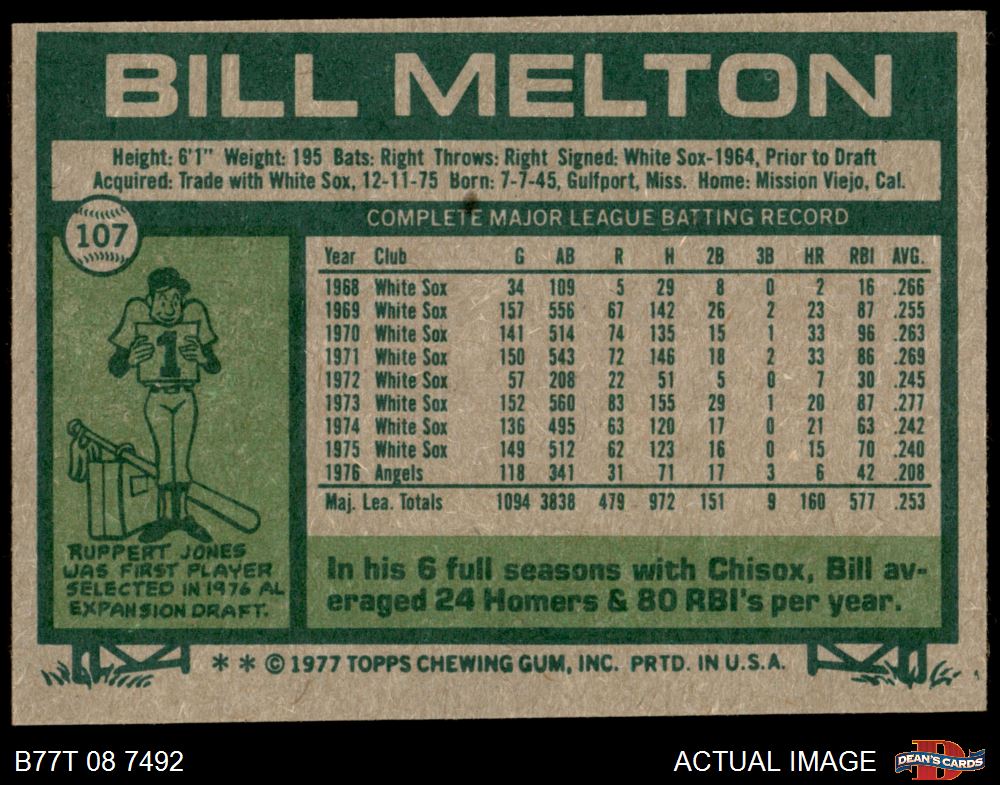 BILL MELTON
Height: 6'1" Weight: 195 Bats: Right Throws: Right Signed: White Sox-1964, Prior to Draft
Acquired: Trade with White Sox, 12-11-75 Born: 7-7-45, Gulfport, Miss. Home: Mission Viejo, Cal.
107
COMPLETE MAJOR LEAGUE BATTING RECORD
Year Club G AB R H 2B 3B HR RBI AVG.
1968 White Sox 34 109 5 29 8 0 2 16 .266
1969 White Sox 157 556 67 142 26 2 23 87 .255
1970 White Sox 141 514 74 135 15 1 33 96 .263
1971 White Sox 150 543 72 146 18 2 33 86 .269
1972 White Sox 57 208 22 51 5 0 7 30 .245
1973 White Sox 152 560 83 155 29 1 20 87 .277
1974 White Sox 136 495 63 120 17 0 21 63 .242
1975 White Sox 149 512 62 123 16 0 15 70 .240
1976 Angels 118 341 31 71 17 3 6 42 .208
Maj. Lea. Totals 1094 3838 479 972 151 9 160 577 .253
1
RUPPERT JONES
WAS FIRST PLAYER
SELECTED IN 1976 AL
EXPANSION DRAFT.
In his 6 full seasons with Chisox, Bill av-
eraged 24 Homers & 80 RBI's per year.
* * © 1977 TOPPS CHEWING GUM, INC. PRTD. IN U.S.A.
B77T 08 7492
ACTUAL IMAGE
D
DEAN'S CARDS